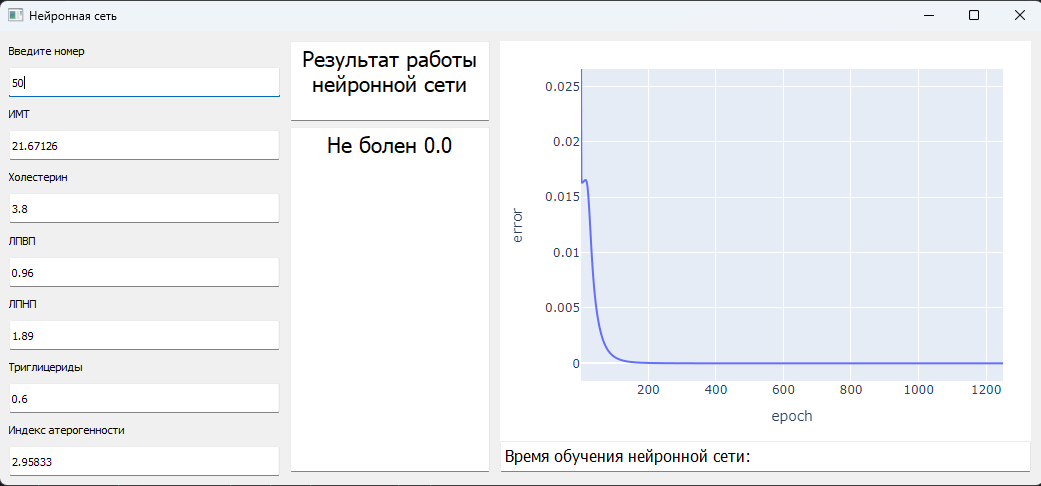 Нейронная сеть
Введите номер
50
ИМТ
21.67126
Холестерин
3.8
ЛПВП
0.96
ЛПНП
1.89
Триглицериды
0.6
Индекс атерогенности
2.95833
Результат работы
нейронной сети
Не болен 0.0
0.025
0.02
0.015
0.01
0.005
0
error
200 400 600 800 1000 1200
epoch
Время обучения нейронной сети: